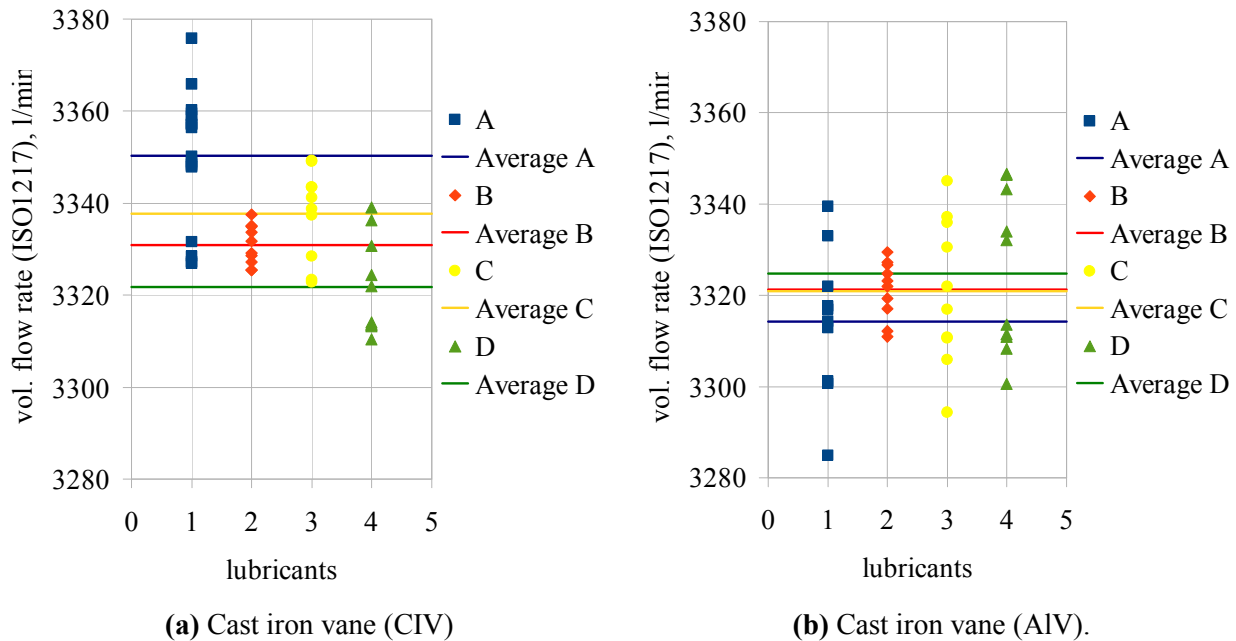 vol. flow rate (ISO1217), l/min
3380
3360
3340
3320
3300
3280
0 1 2 3 4 5
lubricants
A
Average A
B
Average B
C
Average C
D
Average D
(a) Cast iron vane (CIV)
vol. flow rate (ISO1217), l/min
3380
3360
3340
3320
3300
3280
0 1 2 3 4 5
lubricants
A
Average A
B
Average B
C
Average C
D
Average D
(b) Cast iron vane (AlV).